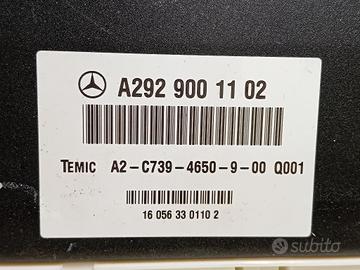 A292 900 11 02
TEMIC A2-C739-4650-9-00 Q001
16 056 33 0110 2
subito